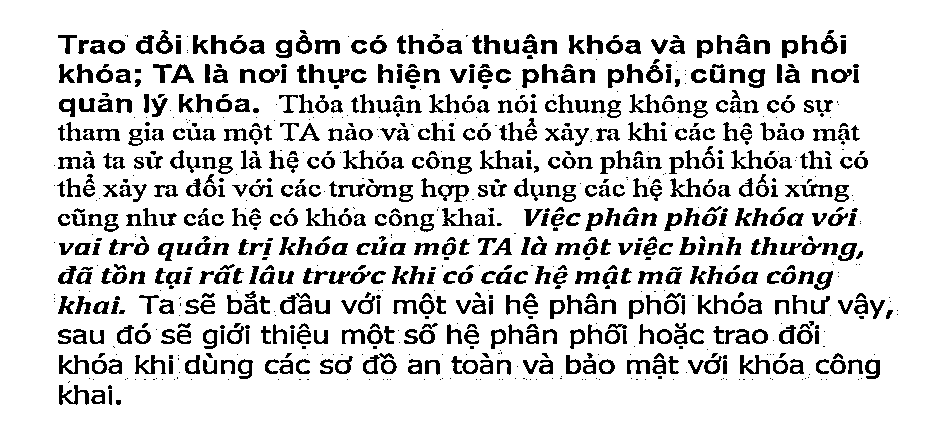 Trao đổi khóa gồm có thỏa thuận khóa và phân phối
khóa; TA là nơi thực hiện việc phân phối, cũng là nơi
quản lý khóa. Thỏa thuận khóa nói chung không cần có sự
tham gia của một TA nào và chỉ có thể xảy ra khi các hệ bảo mật
mà ta sử dụng là hệ có khóa công khai, còn phân phối khóa thì có
thể xảy ra đối với các trường hợp sử dụng các hệ khóa đối xứng
cũng như các hệ có khóa công khai. Việc phân phối khóa với
vai trò quản trị khóa của một TA là một việc bình thường,
đã tồn tại rất lâu trước khi có các hệ mật mã khóa công
khai. Ta sẽ bắt đầu với một vài hệ phân phối khóa như vậy,
sau đó sẽ giới thiệu một số hệ phân phối hoặc trao đổi
khóa khi dùng các sơ đồ an toàn và bảo mật với khóa công
khai.